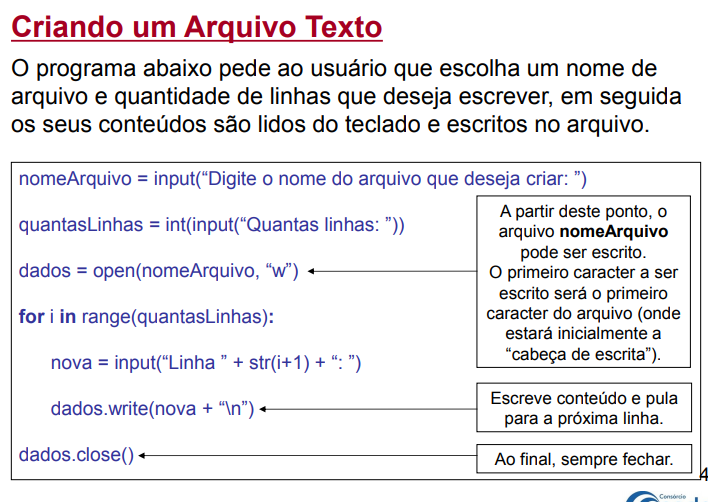 Criando um Arquivo Texto
O programa abaixo pede ao usuário que escolha um nome de
arquivo e quantidade de linhas que deseja escrever, em seguida
os seus conteúdos são lidos do teclado e escritos no arquivo.
nomeArquivo = input(“Digite o nome do arquivo que deseja criar: ”)
quantasLinhas = int(input(“Quantas linhas: ”))
dados = open(nomeArquivo, “w”)
A partir deste ponto, o
arquivo nomeArquivo
pode ser escrito.
O primeiro caracter a ser
escrito será o primeiro
caracter do arquivo (onde
estará inicialmente a
“cabeça de escrita”).
for i in range(quantasLinhas):
nova = input(“Linha ” + str(i+1) + “: ”)
dados.write(nova + “\n”)
Escreve conteúdo e pula
para a próxima linha.
dados.close()
Ao final, sempre fechar.
4
Consórcio